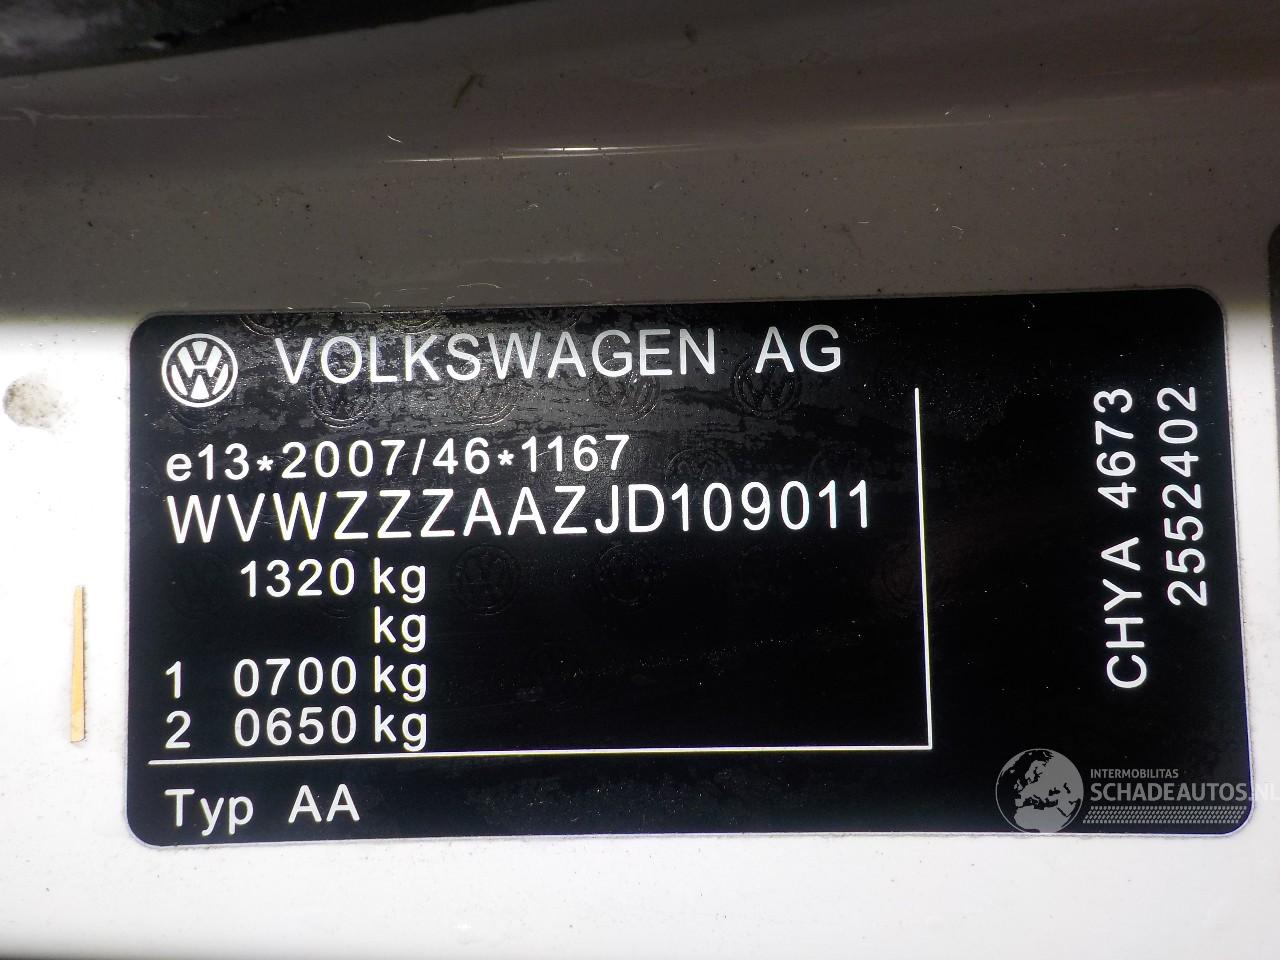 VOLKSWAGEN AG
e13*2007/46*1167
WVWZZZAAZJD109011
1320 kg
kg
1 0700 kg
2 0650 kg
Typ AA
CHYA 4673
2552402
INTERMOBILITAS
SCHADEAUTOS.NL